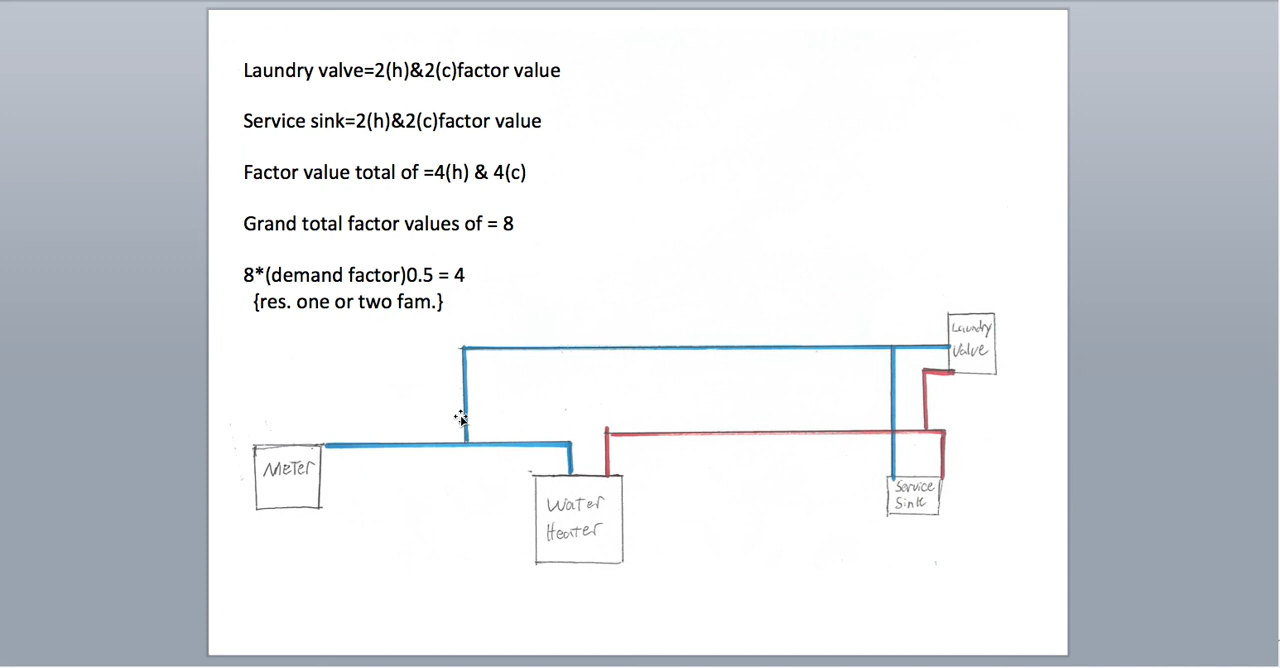 Laundry valve=2(h)&2(c)factor value
Service sink=2(h)&2(c)factor value
Factor value total of =4(h) & 4(c)
Grand total factor values of = 8
8*(demand factor)0.5 = 4
{res. one or two fam.}
Laundry
Valve
Meter
Water
Heater
Service
Sink